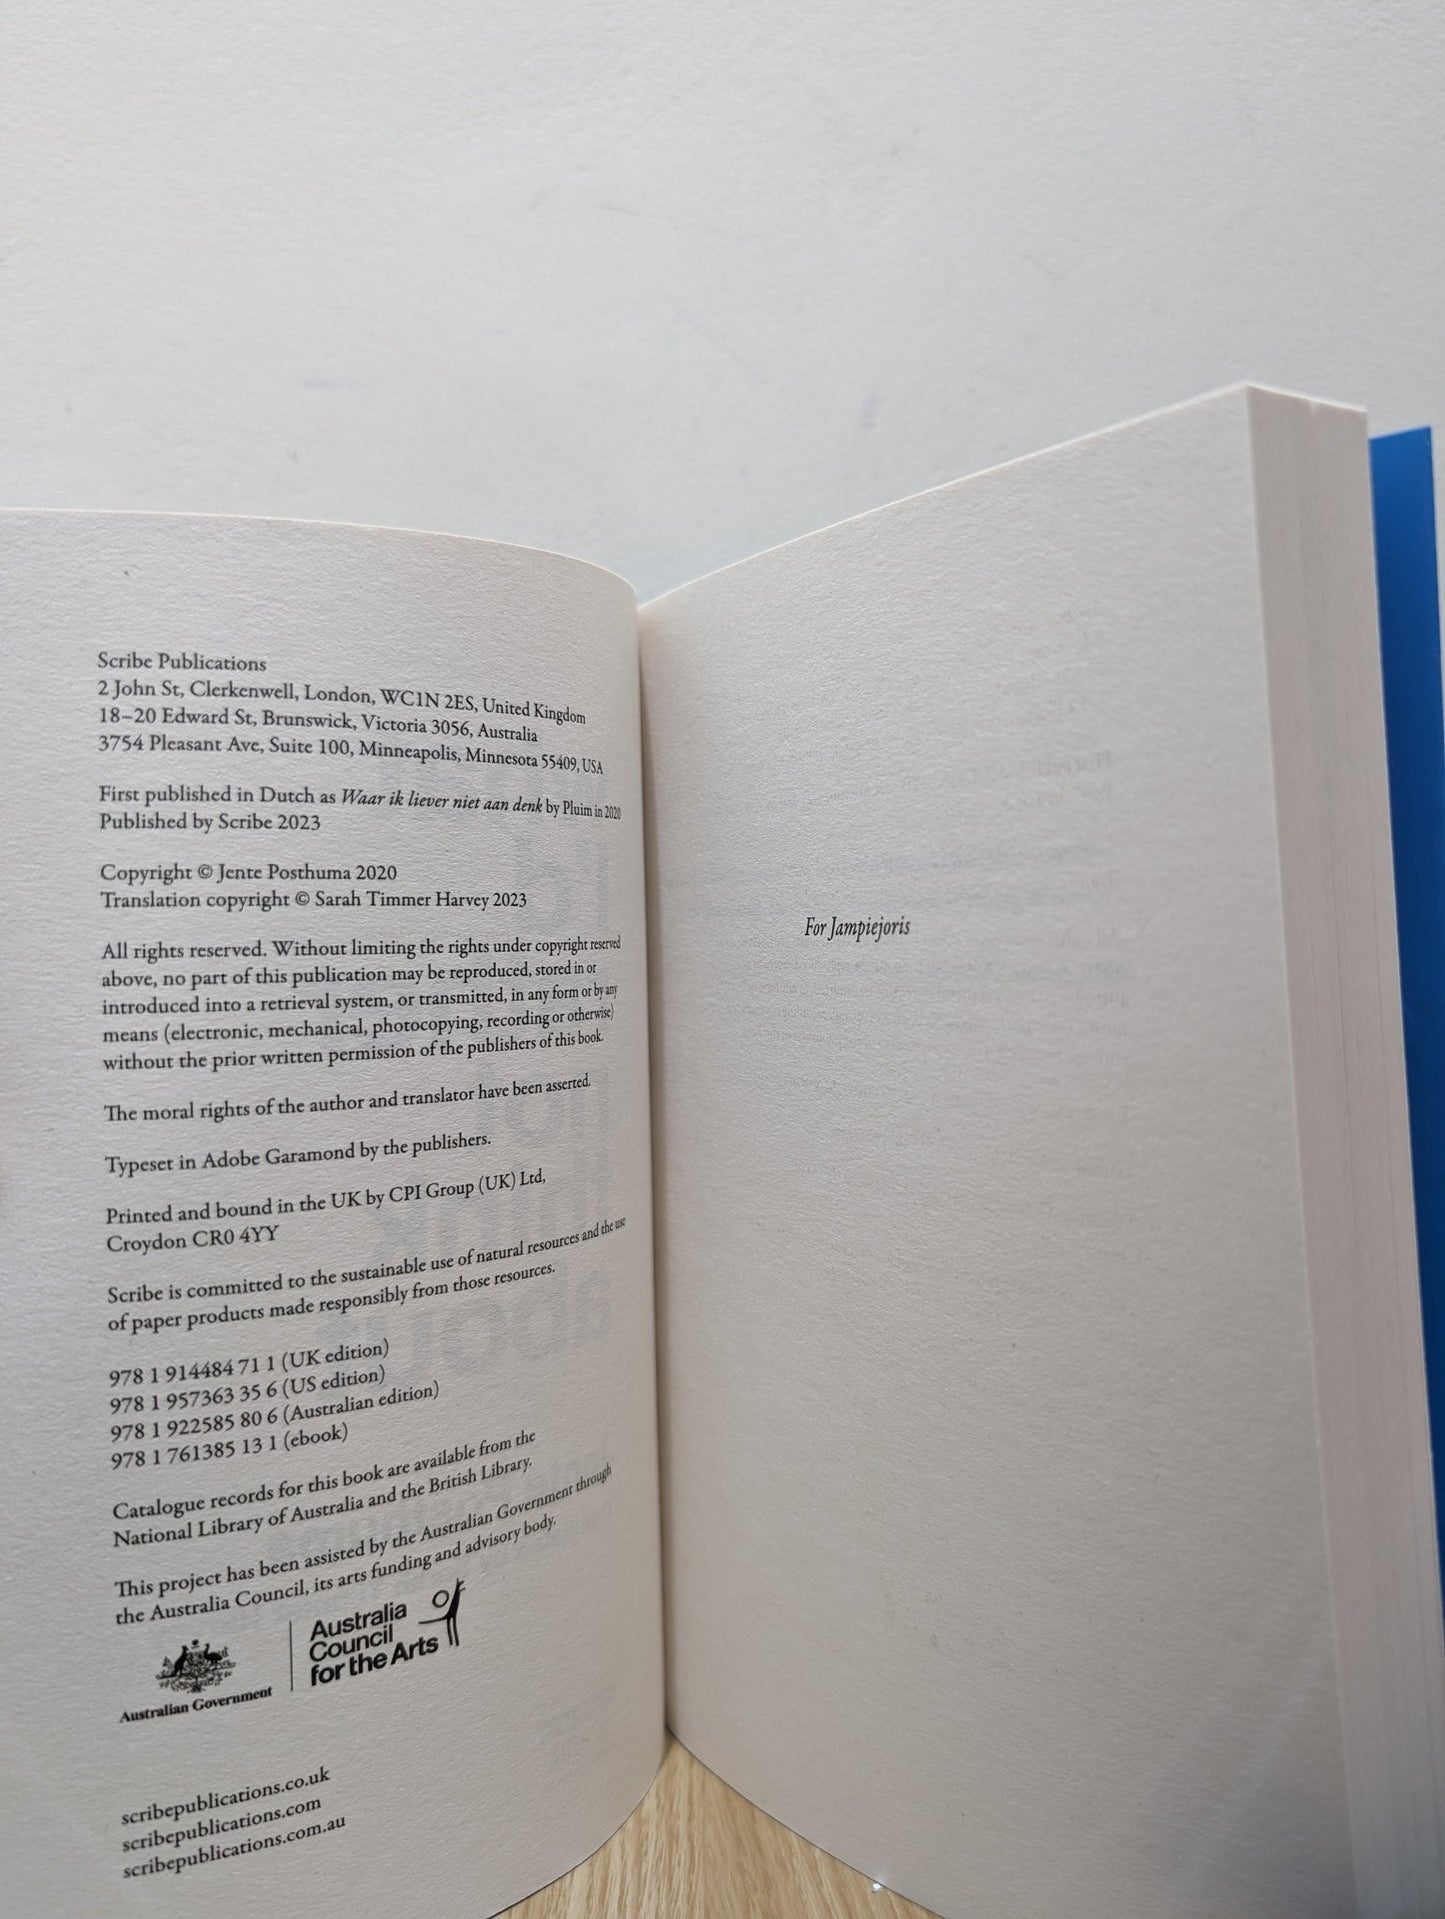 Scribe Publications
2 John St, Clerkenwell, London, WC1N 2ES, United Kingdom
18–20 Edward St, Brunswick, Victoria 3056, Australia
3754 Pleasant Ave, Suite 100, Minneapolis, Minnesota 55409, USA
First published in Dutch as Waar ik liever niet aan denk by Pluim in 2020
Published by Scribe 2023
Copyright © Jente Posthuma 2020
Translation copyright © Sarah Timmer Harvey 2023
All rights reserved. Without limiting the rights under copyright reserved
above, no part of this publication may be reproduced, stored in or
introduced into a retrieval system, or transmitted, in any form or by any
means (electronic, mechanical, photocopying, recording or otherwise)
without the prior written permission of the publishers of this book.
The moral rights of the author and translator have been asserted.
Typeset in Adobe Garamond by the publishers.
Printed and bound in the UK by CPI Group (UK) Ltd,
Croydon CR0 4YY
Scribe is committed to the sustainable use of natural resources and the use
of paper products made responsibly from those resources.
978 1 914484 71 1 (UK edition)
978 1 957363 35 6 (US edition)
978 1 922585 80 6 (Australian edition)
978 1 761385 13 1 (ebook)
Catalogue records for this book are available from the
National Library of Australia and the British Library.
This project has been assisted by the Australian Government through
the Australia Council, its arts funding and advisory body.
Australian Government
Australia
Council
for the Arts
scribepublications.co.uk
scribepublications.com
scribepublications.com.au
For Jampiejoris